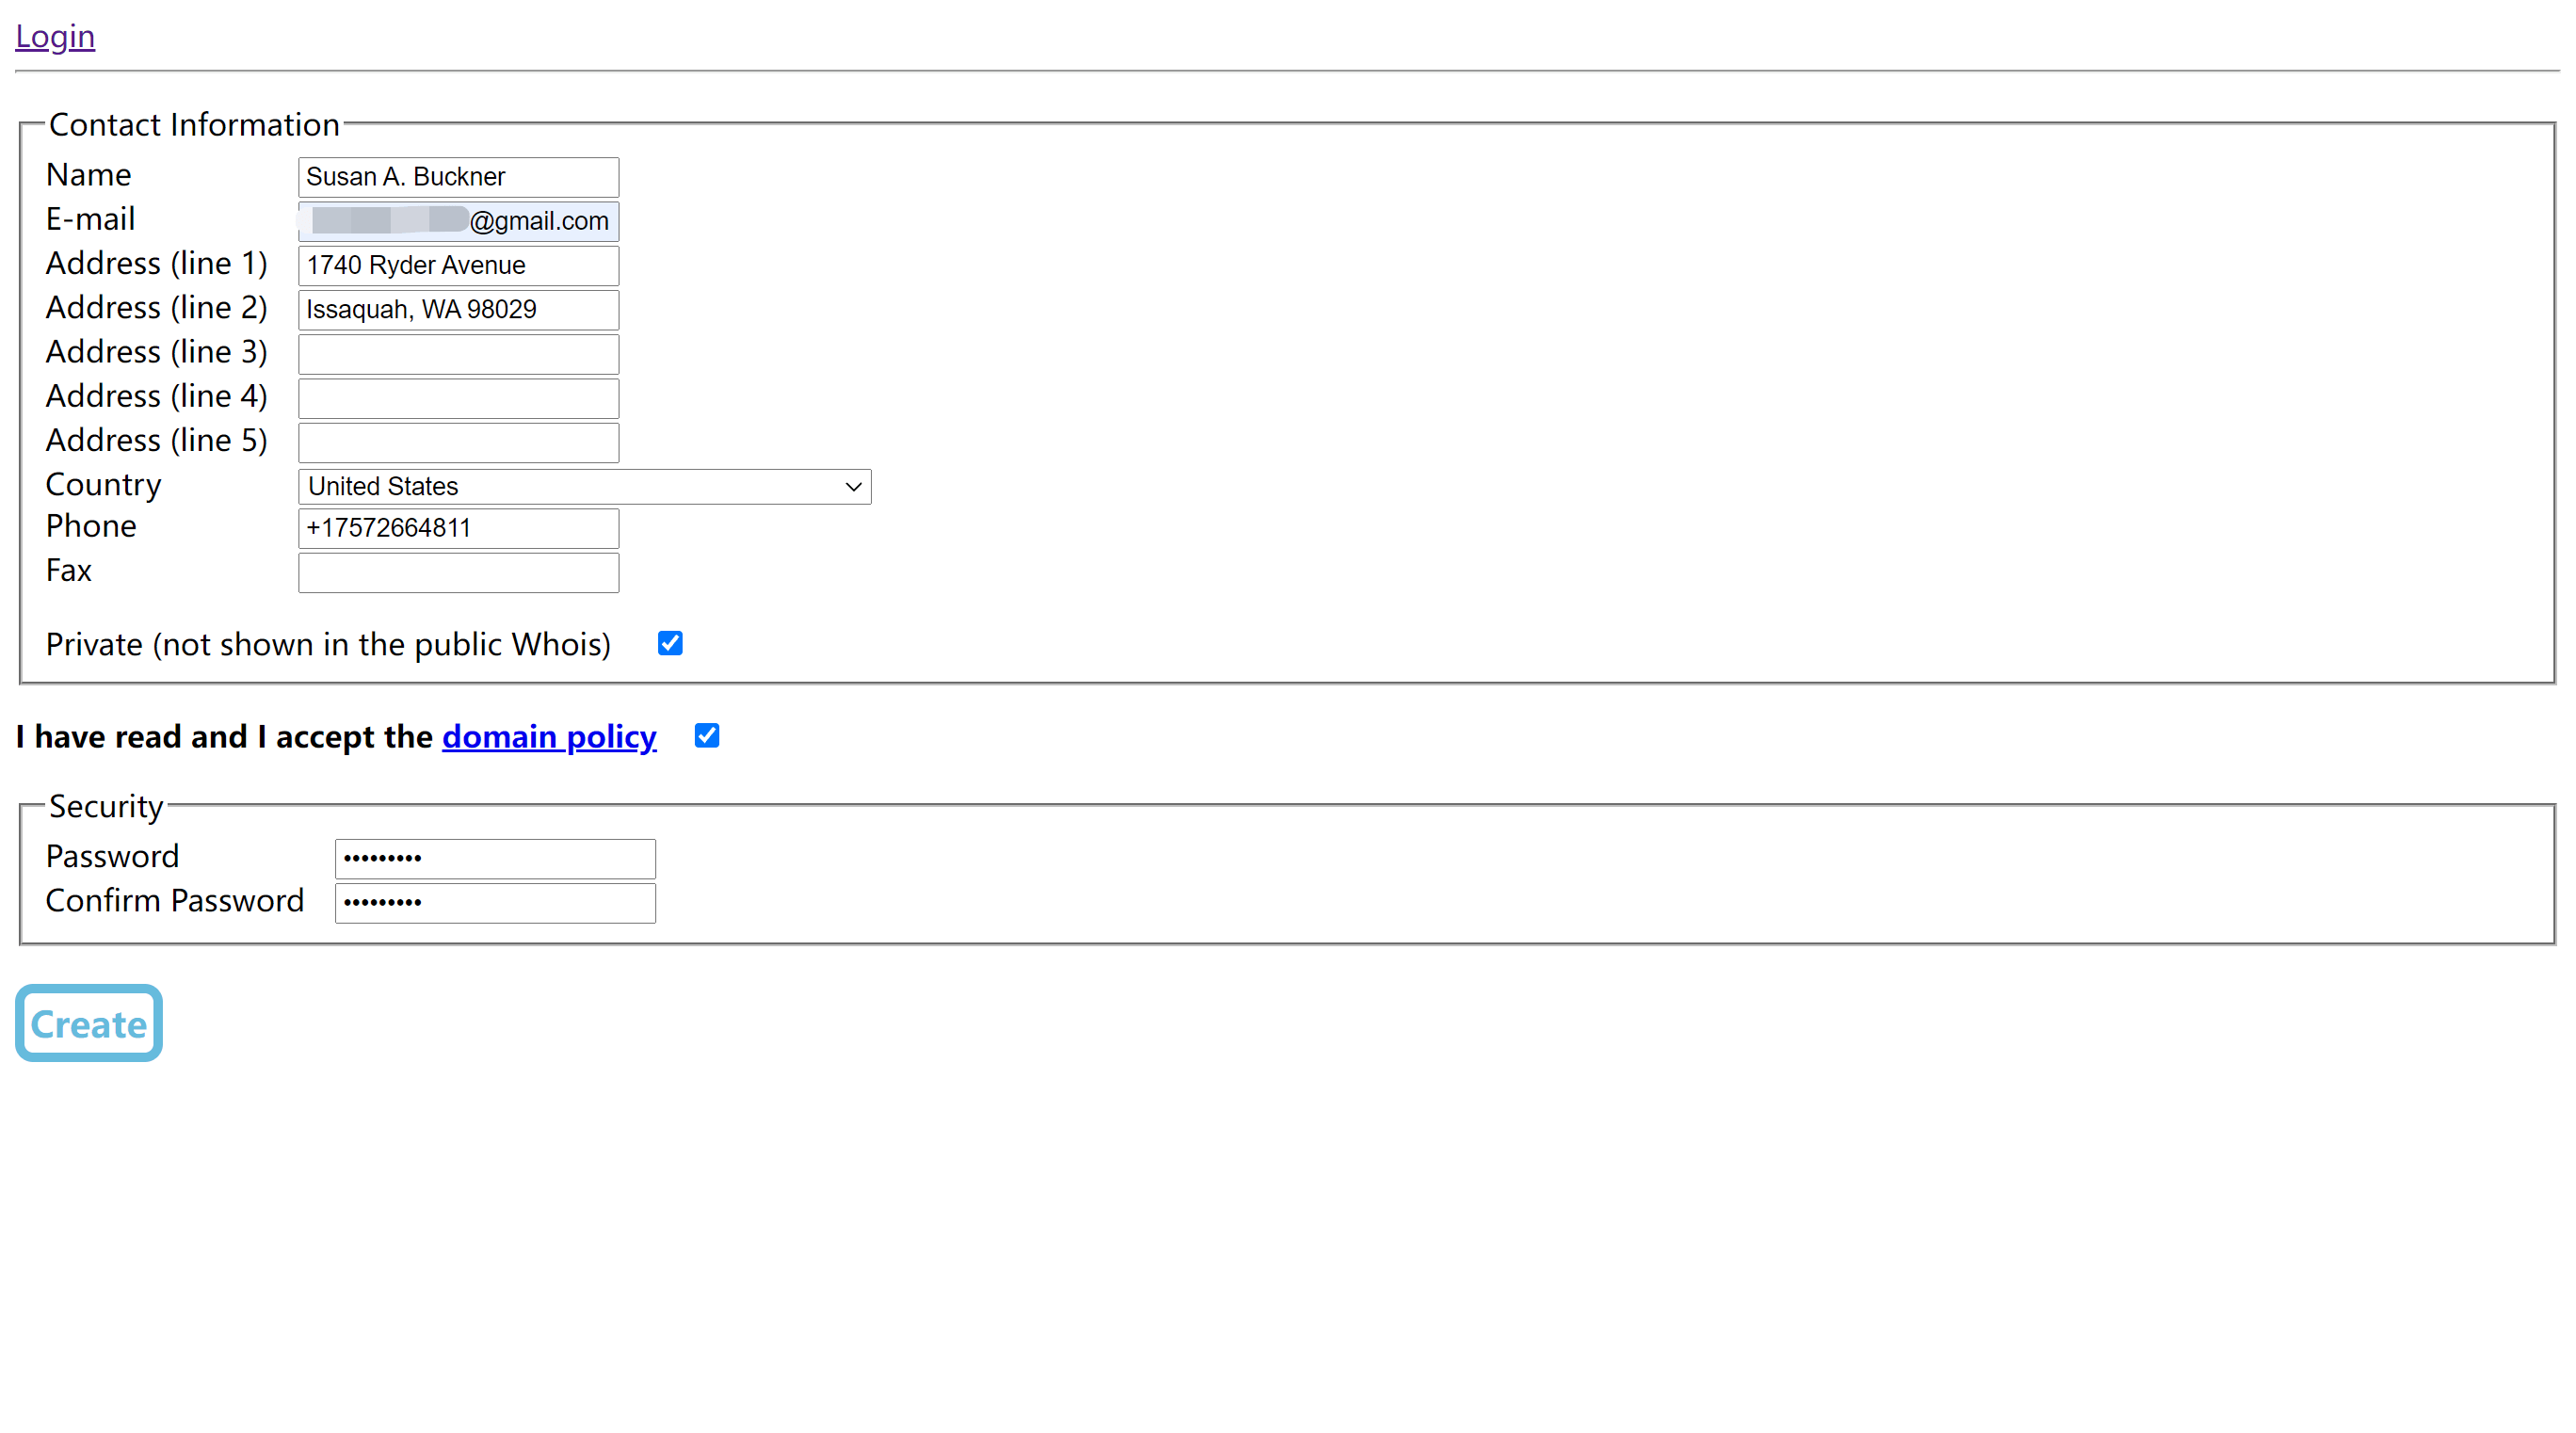 Login
Contact Information
Name Susan A. Buckner
E-mail @gmail.com
Address (line 1) 1740 Ryder Avenue
Address (line 2) Issaquah, WA 98029
Address (line 3)
Address (line 4)
Address (line 5)
Country United States
Phone +17572664811
Fax
Private (not shown in the public Whois)
I have read and I accept the domain policy
Security
Password •••••••••
Confirm Password •••••••••
Create